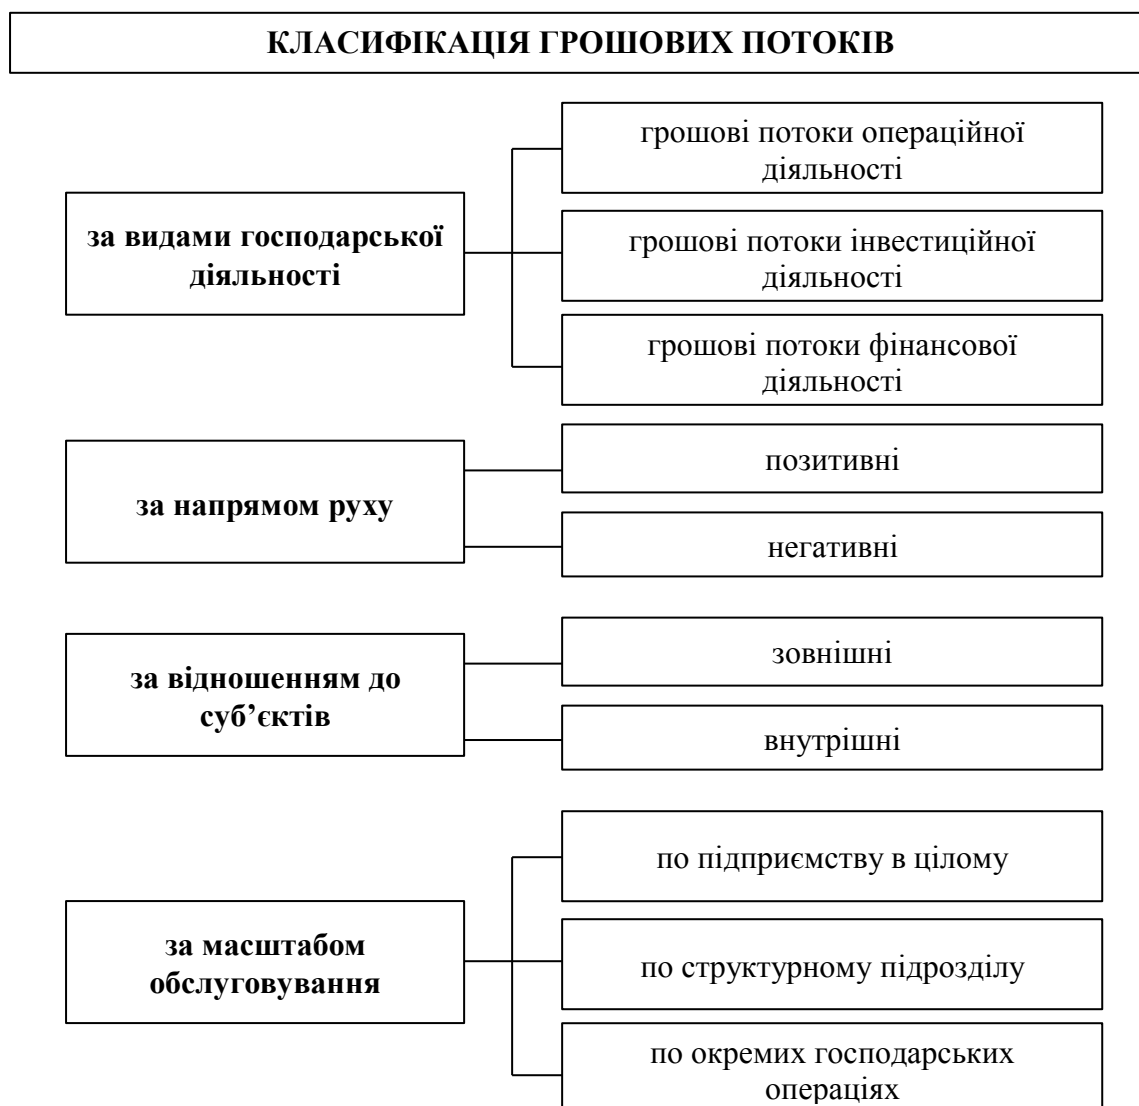 КЛАСИФІКАЦІЯ ГРОШОВИХ ПОТОКІВ
за видами господарської
діяльності
грошові потоки операційної
діяльності
грошові потоки інвестиційної
діяльності
грошові потоки фінансової
діяльності
за напрямом руху
позитивні
негативні
за відношенням до
суб’єктів
зовнішні
внутрішні
за масштабом
обслуговування
по підприємству в цілому
по структурному підрозділу
по окремих господарських
операціях